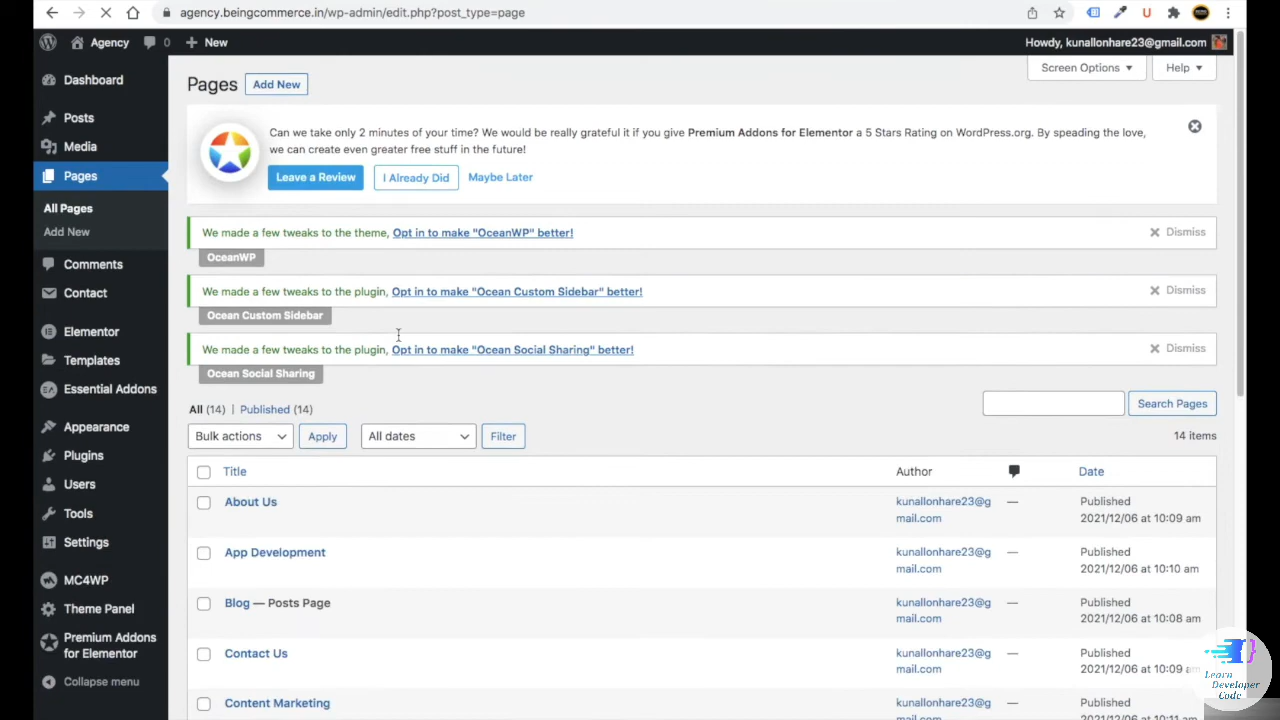 agency.beingcommerce.in/wp-admin/edit.php?post_type=page
Agency
0
New
Howdy, kunallonhare23@gmail.com
Dashboard
Posts
Media
Pages
All Pages
Add New
Comments
Contact
Elementor
Templates
Essential Addons
Appearance
Plugins
Users
Tools
Settings
MC4WP
Theme Panel
Premium Addons
for Elementor
Collapse menu
Screen Options
Help
Pages
Add New
Can we take only 2 minutes of your time? We would be really grateful it if you give Premium Addons for Elementor a 5 Stars Rating on WordPress.org. By speading the love,
we can create even greater free stuff in the future!
Leave a Review
I Already Did
Maybe Later
We made a few tweaks to the theme, Opt in to make "OceanWP" better!
Dismiss
OceanWP
We made a few tweaks to the plugin, Opt in to make "Ocean Custom Sidebar" better!
Dismiss
Ocean Custom Sidebar
We made a few tweaks to the plugin, Opt in to make "Ocean Social Sharing" better!
Dismiss
Ocean Social Sharing
All (14) | Published (14)
Search Pages
Bulk actions
Apply
All dates
Filter
14 items
Title
Author
Date
About Us
kunallonhare23@g
mail.com
—
Published
2021/12/06 at 10:09 am
App Development
kunallonhare23@g
mail.com
—
Published
2021/12/06 at 10:10 am
Blog — Posts Page
kunallonhare23@g
mail.com
—
Published
2021/12/06 at 10:08 am
Contact Us
kunallonhare23@g
mail.com
—
Published
2021/12/06 at 10:09 am
Content Marketing
kunallonhare23@g
mail.com
—
Published
2021/12/06 at 10:11 am
Learn
Developer
Code